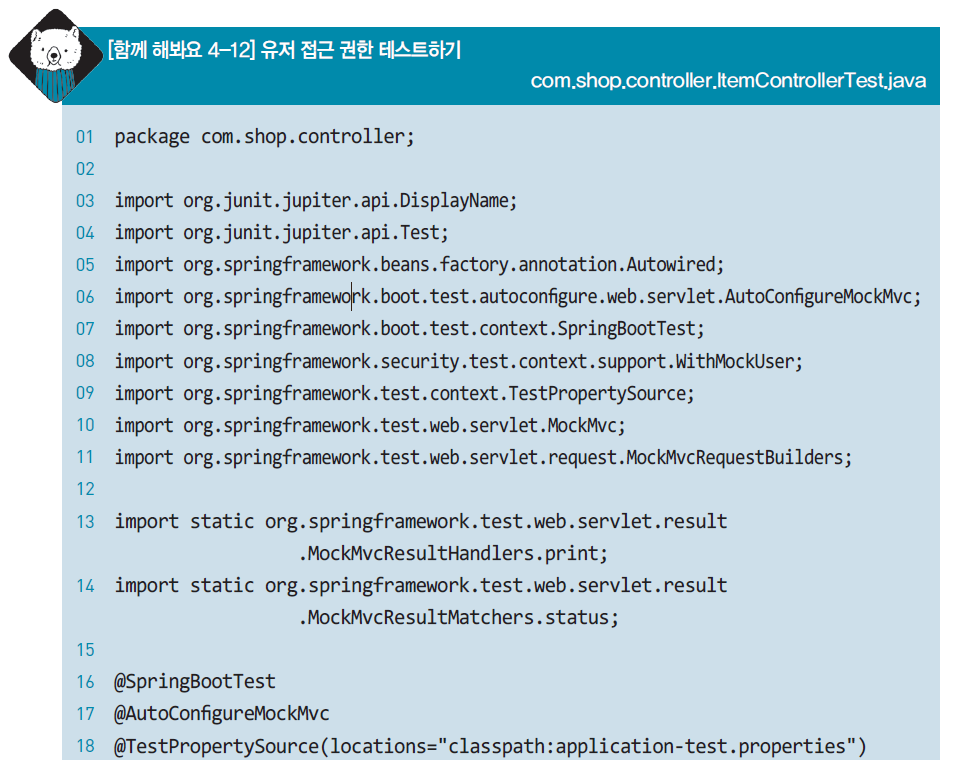 [함께 해봐요 4-12] 유저 접근 권한 테스트하기
com.shop.controller.ItemControllerTest.java
01 package com.shop.controller;
02
03 import org.junit.jupiter.api.DisplayName;
04 import org.junit.jupiter.api.Test;
05 import org.springframework.beans.factory.annotation.Autowired;
06 import org.springframework.boot.test.autoconfigure.web.servlet.AutoConfigureMockMvc;
07 import org.springframework.boot.test.context.SpringBootTest;
08 import org.springframework.security.test.context.support.WithMockUser;
09 import org.springframework.test.context.TestPropertySource;
10 import org.springframework.test.web.servlet.MockMvc;
11 import org.springframework.test.web.servlet.request.MockMvcRequestBuilders;
12
13 import static org.springframework.test.web.servlet.result
.MockMvcResultHandlers.print;
14 import static org.springframework.test.web.servlet.result
.MockMvcResultMatchers.status;
15
16 @SpringBootTest
17 @AutoConfigureMockMvc
18 @TestPropertySource(locations="classpath:application-test.properties")